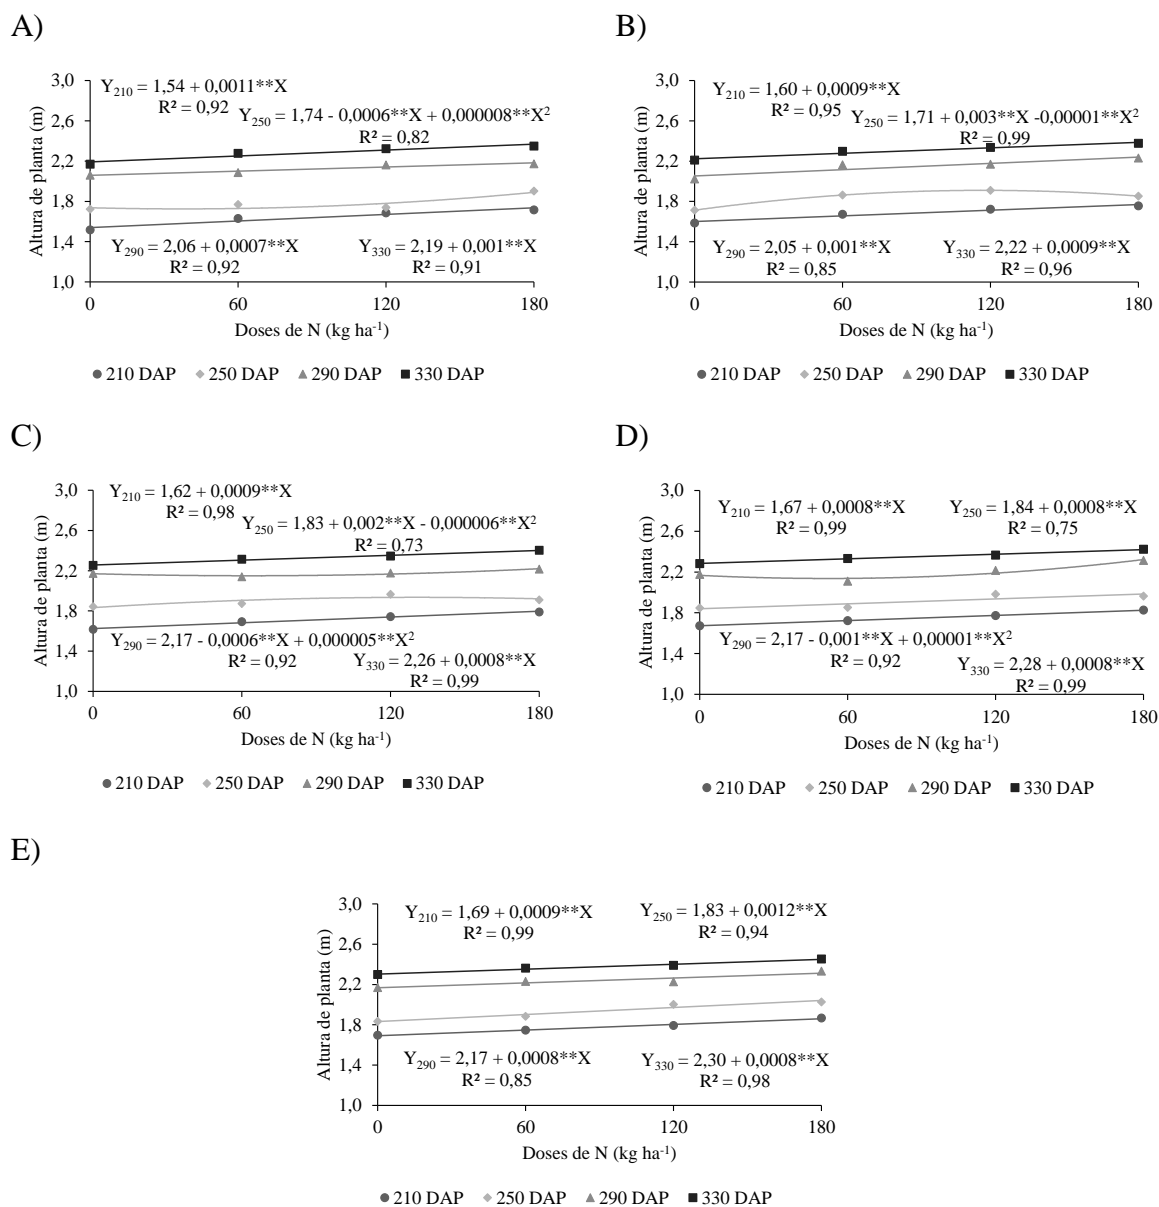 A)
Altura de planta (m)
3,0
2,6
2,2
1,8
1,4
1,0
Y210 = 1,54 + 0,0011**X
R² = 0,92
Y250 = 1,74 - 0,0006**X + 0,000008**X²
R² = 0,82
Y290 = 2,06 + 0,0007**X
R² = 0,92
Y330 = 2,19 + 0,001**X
R² = 0,91
0 60 120 180
Doses de N (kg ha⁻¹)
210 DAP 250 DAP 290 DAP 330 DAP
B)
Altura de planta (m)
3,0
2,6
2,2
1,8
1,4
1,0
Y210 = 1,60 + 0,0009**X
R² = 0,95
Y250 = 1,71 + 0,003**X -0,00001**X²
R² = 0,99
Y290 = 2,05 + 0,001**X
R² = 0,85
Y330 = 2,22 + 0,0009**X
R² = 0,96
0 60 120 180
Doses de N (kg ha⁻¹)
210 DAP 250 DAP 290 DAP 330 DAP
C)
Altura de planta (m)
3,0
2,6
2,2
1,8
1,4
1,0
Y210 = 1,62 + 0,0009**X
R² = 0,98
Y250 = 1,83 + 0,002**X - 0,000006**X²
R² = 0,73
Y290 = 2,17 - 0,0006**X + 0,000005**X²
R² = 0,92
Y330 = 2,26 + 0,0008**X
R² = 0,99
0 60 120 180
Doses de N (kg ha⁻¹)
210 DAP 250 DAP 290 DAP 330 DAP
D)
Altura de planta (m)
3,0
2,6
2,2
1,8
1,4
1,0
Y210 = 1,67 + 0,0008**X
R² = 0,99
Y250 = 1,84 + 0,0008**X
R² = 0,75
Y290 = 2,17 - 0,001**X + 0,00001**X²
R² = 0,92
Y330 = 2,28 + 0,0008**X
R² = 0,99
0 60 120 180
Doses de N (kg ha⁻¹)
210 DAP 250 DAP 290 DAP 330 DAP
E)
Altura de planta (m)
3,0
2,6
2,2
1,8
1,4
1,0
Y210 = 1,69 + 0,0009**X
R² = 0,99
Y250 = 1,83 + 0,0012**X
R² = 0,94
Y290 = 2,17 + 0,0008**X
R² = 0,85
Y330 = 2,30 + 0,0008**X
R² = 0,98
0 60 120 180
Doses de N (kg ha⁻¹)
210 DAP 250 DAP 290 DAP 330 DAP